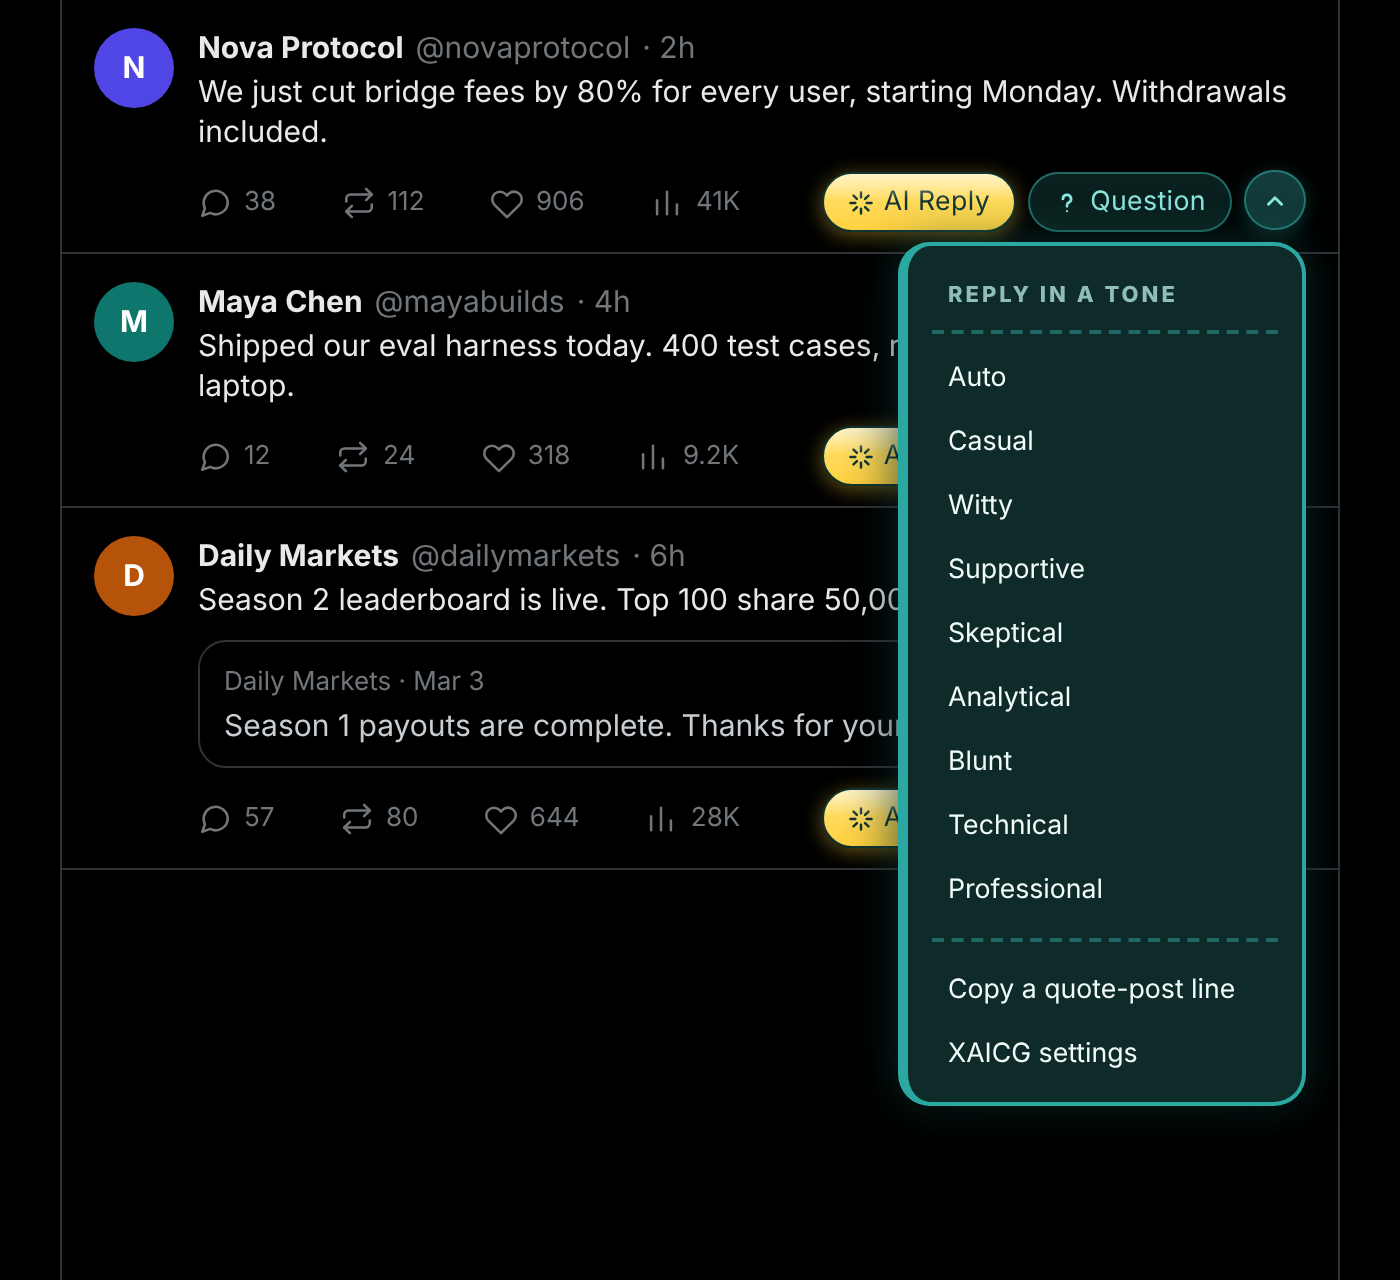 N
Nova Protocol @novaprotocol · 2h
We just cut bridge fees by 80% for every user, starting Monday. Withdrawals
included.
38 112 906 41K AI Reply ? Question
M
Maya Chen @mayabuilds · 4h
Shipped our eval harness today. 400 test cases,
laptop.
12 24 318 9.2K
D
Daily Markets @dailymarkets · 6h
Season 2 leaderboard is live. Top 100 share
Daily Markets · Mar 3
Season 1 payouts are complete. Thanks for
57 80 644 28K
REPLY IN A TONE
Auto
Casual
Witty
Supportive
Skeptical
Analytical
Blunt
Technical
Professional
Copy a quote-post line
XAICG settings